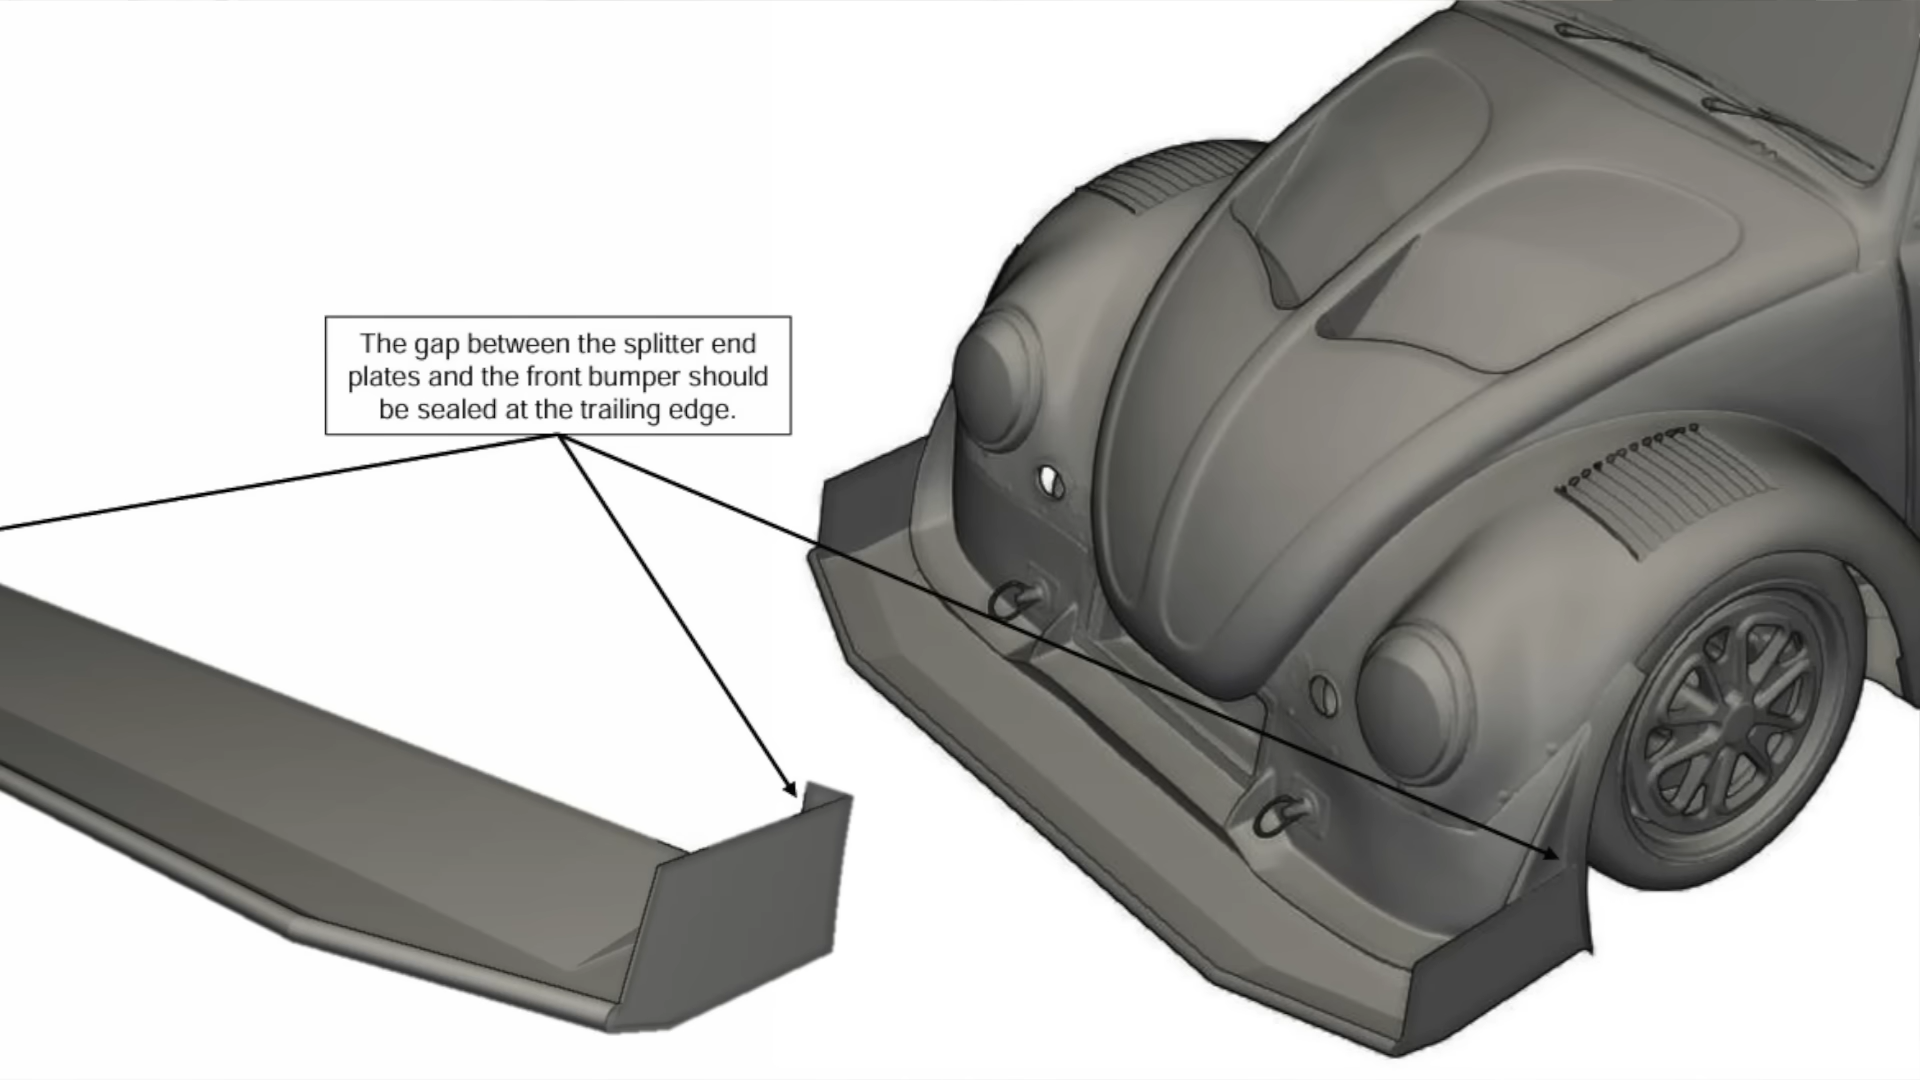 The gap between the splitter end
plates and the front bumper should
be sealed at the trailing edge.